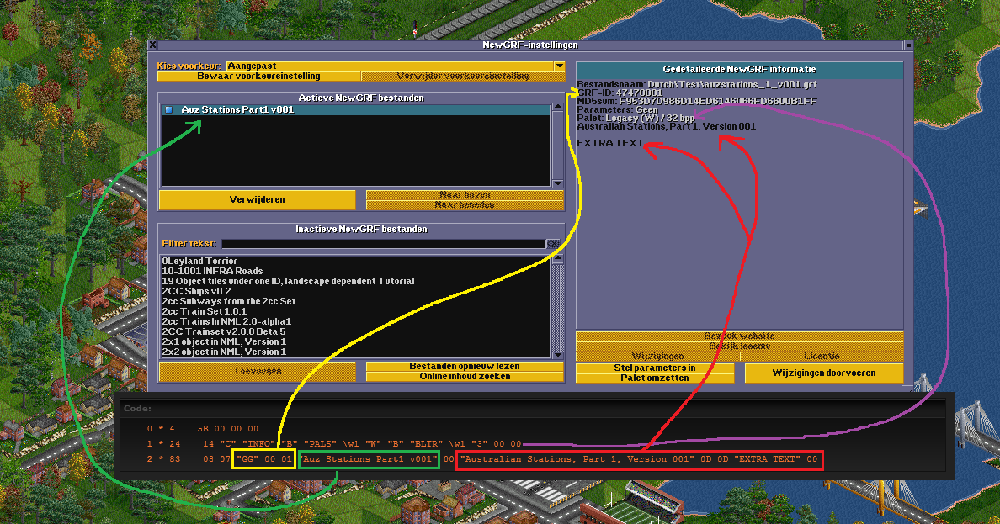 NewGRF-instellingen
Kies voorkeur: Aangepast
Bewaar voorkeursinstelling
Verwijder voorkeursinstelling
Actieve NewGRF bestanden
Auz Stations Part1 v001
Verwijderen
Naar boven
Naar beneden
Inactieve NewGRF bestanden
Filter tekst:
0Leyland Terrier
10-1001 INFRA Roads
19 Object tiles under one ID, landscape dependent Tutorial
2CC Ships v0.2
2cc Subways from the 2cc Set
2cc Train Set 1.0.1
2cc Trains In NML 2.0-alpha1
2CC Trainset v2.0.0 Beta 5
2x1 object in NML, Version 1
2x2 object in NML, Version 1
Toevoegen
Bestanden opnieuw lezen
Online inhoud zoeken
Gedetaileerde NewGRF informatie
Bestandsnaam: Dutch\Test\auzstations_1_v001.grf
GRF-ID: 47470001
MD5sum: F953D7D986D14ED6146066FD6600B1FF
Parameters: Geen
Palet: Legacy (W) / 32 bpp
Australian Stations, Part 1, Version 001
EXTRA TEXT
Bezoek website
Bekijk leesmv
Wijzigingen
Licentie
Stel parameters in
Palet omzetten
Wijzigingen doorvoeren
Code:
0 * 4 5B 00 00 00
1 * 24 14 "C" "INFO" "B" "PALS" \w1 "W" "B" "BLTR" \w1 "3" 00 00
2 * 83 08 07 "GG" 00 01 "Auz Stations Part1 v001" 00 "Australian Stations, Part 1, Version 001" 0D 0D "EXTRA TEXT" 00